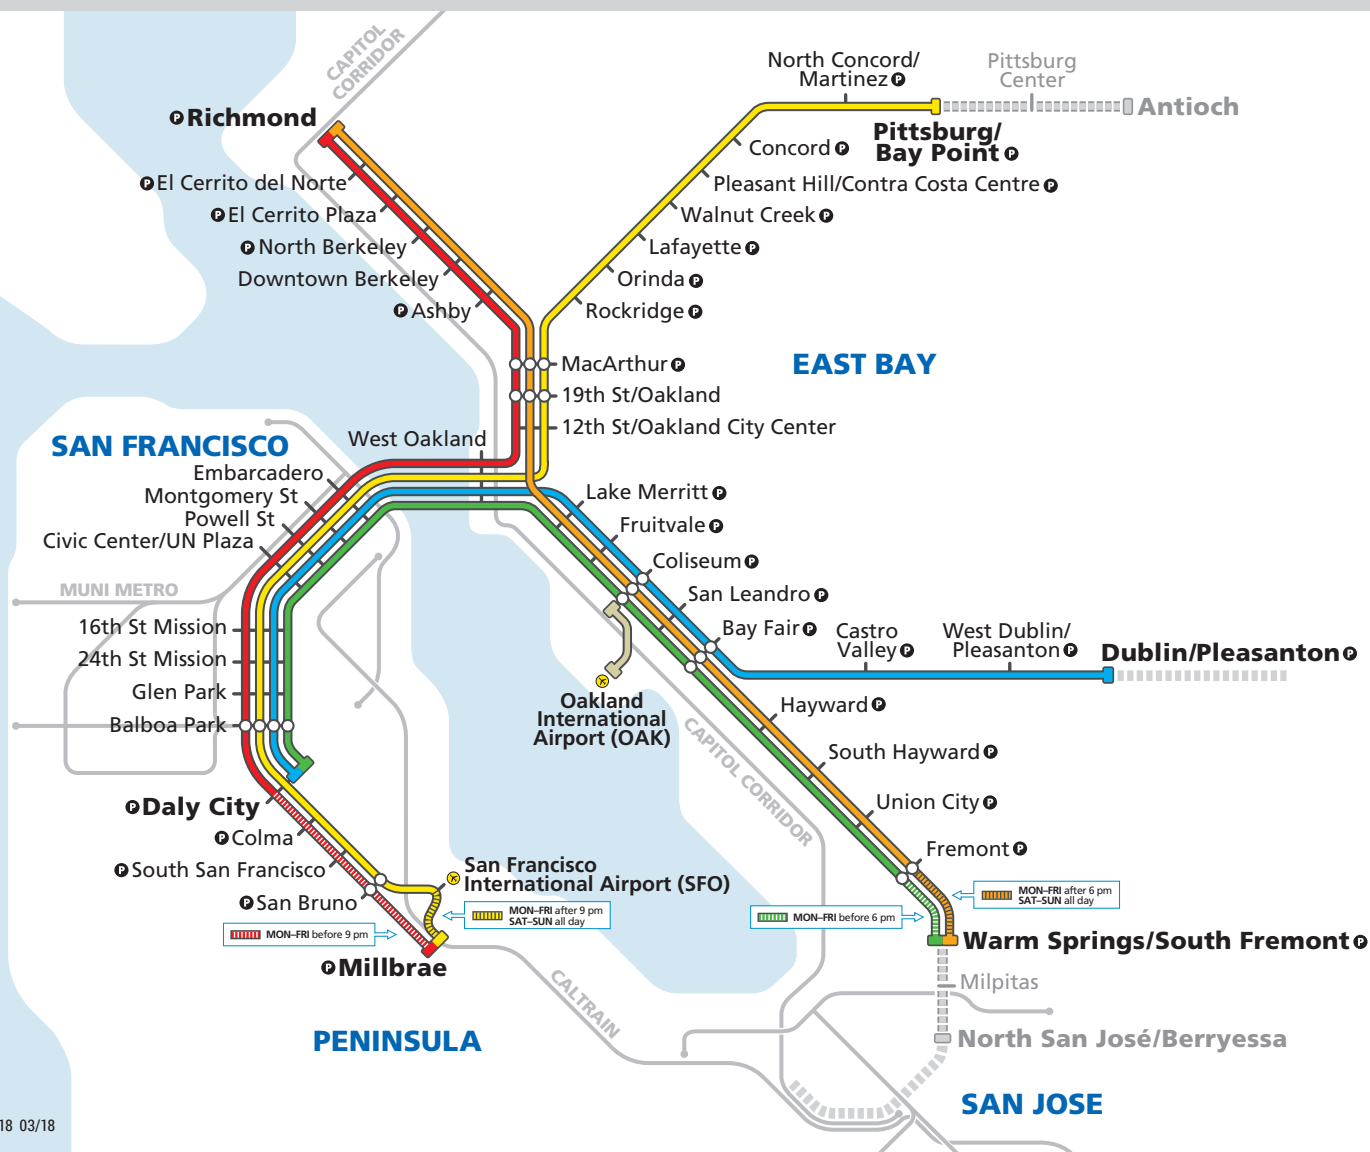 CAPITOL
CORRIDOR
North Concord/
Martinez P
Pittsburg
Center
Antioch
P Richmond
Pittsburg/
Bay Point P
Concord P
P El Cerrito del Norte
Pleasant Hill/Contra Costa Centre P
P El Cerrito Plaza
Walnut Creek P
P North Berkeley
Lafayette P
Downtown Berkeley
Orinda P
P Ashby
Rockridge P
MacArthur P
EAST BAY
19th St/Oakland
12th St/Oakland City Center
West Oakland
SAN FRANCISCO
Embarcadero
Montgomery St
Powell St
Civic Center/UN Plaza
Lake Merritt P
Fruitvale P
Coliseum P
MUNI METRO
San Leandro P
16th St Mission
Bay Fair P
Castro
Valley P
West Dublin/
Pleasanton P
Dublin/Pleasanton P
24th St Mission
Glen Park
Balboa Park
Oakland
International
Airport (OAK)
Hayward P
CAPITOL CORRIDOR
South Hayward P
P Daly City
Union City P
P Colma
Fremont P
P South San Francisco
San Francisco
International Airport (SFO)
P San Bruno
MON–FRI after 9 pm
SAT–SUN all day
MON–FRI before 6 pm
MON–FRI after 6 pm
SAT–SUN all day
MON–FRI before 9 pm
Warm Springs/South Fremont P
P Millbrae
Milpitas
CALTRAIN
PENINSULA
North San José/Berryessa
SAN JOSE
18 03/18